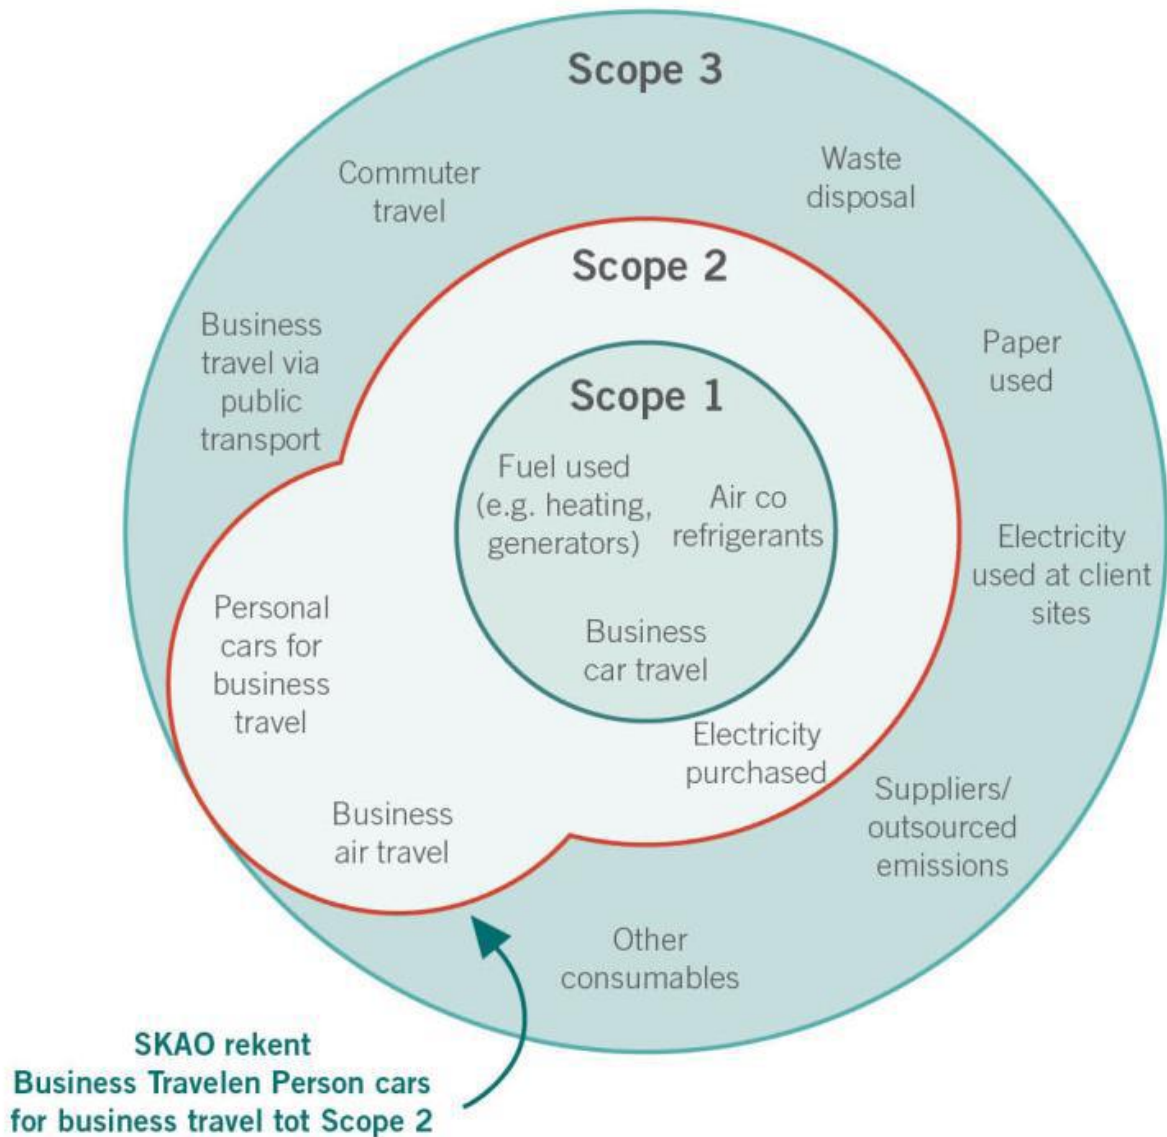 Scope 3
Commuter
travel
Waste
disposal
Scope 2
Business
travel via
public
transport
Paper
used
Scope 1
Fuel used
(e.g. heating,
generators)
Air co
refrigerants
Electricity
used at client
sites
Personal
cars for
business
travel
Business
car travel
Electricity
purchased
Business
air travel
Suppliers/
outsourced
emissions
Other
consumables
SKAO rekent
Business Travelen Person cars
for business travel tot Scope 2